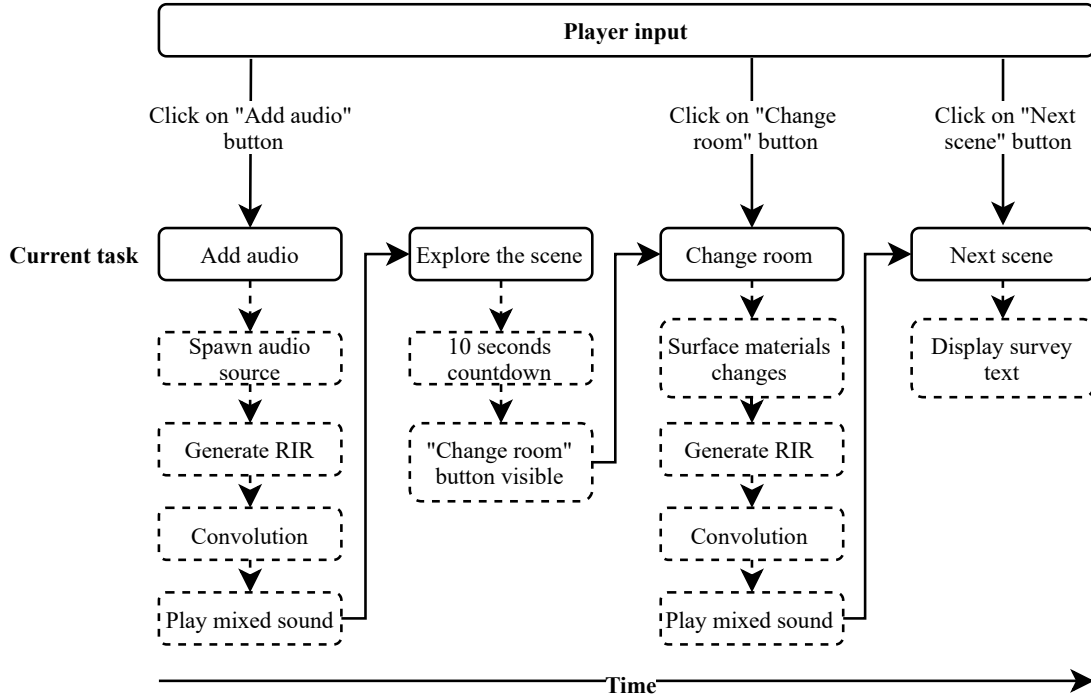 Player input
Click on "Add audio"
button
Click on "Change
room" button
Click on "Next
scene" button
Current task
Add audio
Explore the scene
Change room
Next scene
Spawn audio
source
10 seconds
countdown
Surface materials
changes
Display survey
text
Generate RIR
"Change room"
button visible
Generate RIR
Convolution
Convolution
Play mixed sound
Play mixed sound
Time